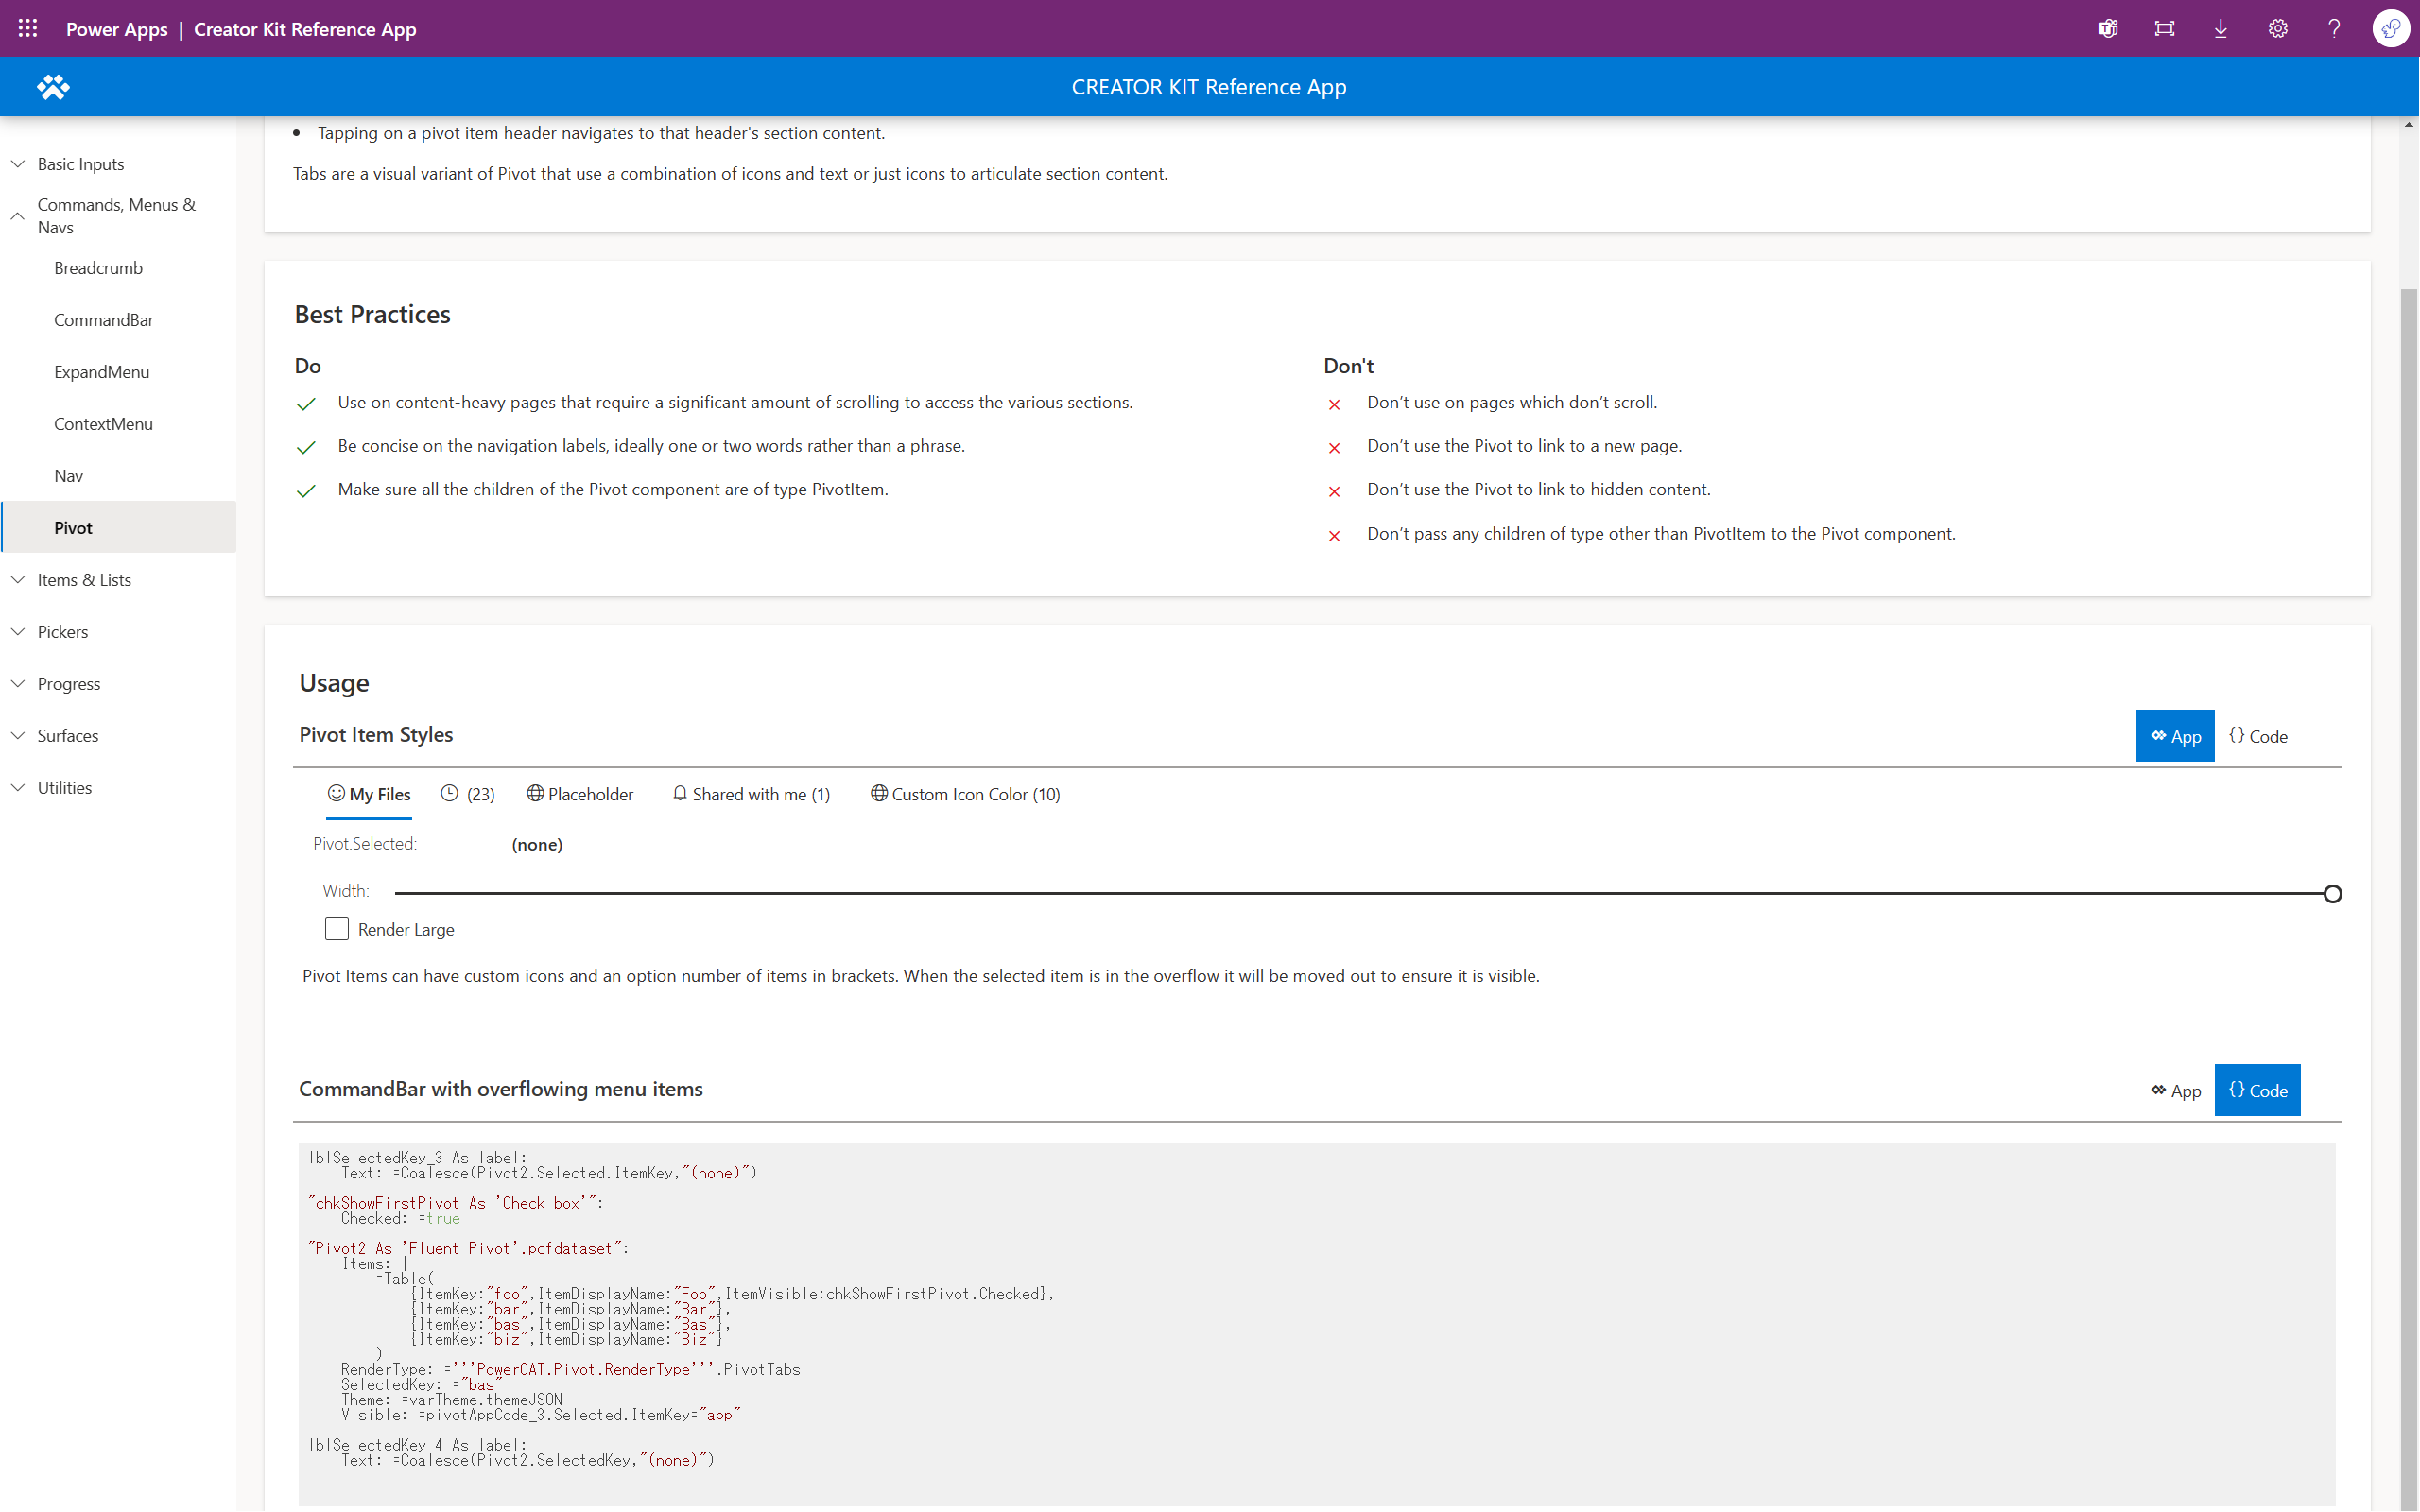 Power Apps | Creator Kit Reference App
CREATOR KIT Reference App
Basic Inputs
Commands, Menus &
Navs
Breadcrumb
CommandBar
ExpandMenu
ContextMenu
Nav
Pivot
Items & Lists
Pickers
Progress
Surfaces
Utilities
• Tapping on a pivot item header navigates to that header's section content.
Tabs are a visual variant of Pivot that use a combination of icons and text or just icons to articulate section content.
Best Practices
Do
Use on content-heavy pages that require a significant amount of scrolling to access the various sections.
Be concise on the navigation labels, ideally one or two words rather than a phrase.
Make sure all the children of the Pivot component are of type PivotItem.
Don't
Don’t use on pages which don’t scroll.
Don’t use the Pivot to link to a new page.
Don’t use the Pivot to link to hidden content.
Don’t pass any children of type other than PivotItem to the Pivot component.
Usage
Pivot Item Styles
App {} Code
My Files (23) Placeholder Shared with me (1) Custom Icon Color (10)
Pivot.Selected: (none)
Width:
Render Large
Pivot Items can have custom icons and an option number of items in brackets. When the selected item is in the overflow it will be moved out to ensure it is visible.
CommandBar with overflowing menu items
App {} Code
lblSelectedKey_3 As label:
Text: =Coalesce(Pivot2.Selected.ItemKey,"(none)")
"chkShowFirstPivot As 'Check box'":
Checked: =true
"Pivot2 As 'Fluent Pivot'.pcfdataset":
Items: |-
=Table(
{ItemKey:"foo",ItemDisplayName:"Foo",ItemVisible:chkShowFirstPivot.Checked},
{ItemKey:"bar",ItemDisplayName:"Bar"},
{ItemKey:"bas",ItemDisplayName:"Bas"},
{ItemKey:"biz",ItemDisplayName:"Biz"}
)
RenderType: ='''PowerCAT.Pivot.RenderType'''.PivotTabs
SelectedKey: ="bas"
Theme: =varTheme.themeJSON
Visible: =pivotAppCode_3.Selected.ItemKey="app"
lblSelectedKey_4 As label:
Text: =Coalesce(Pivot2.SelectedKey,"(none)")